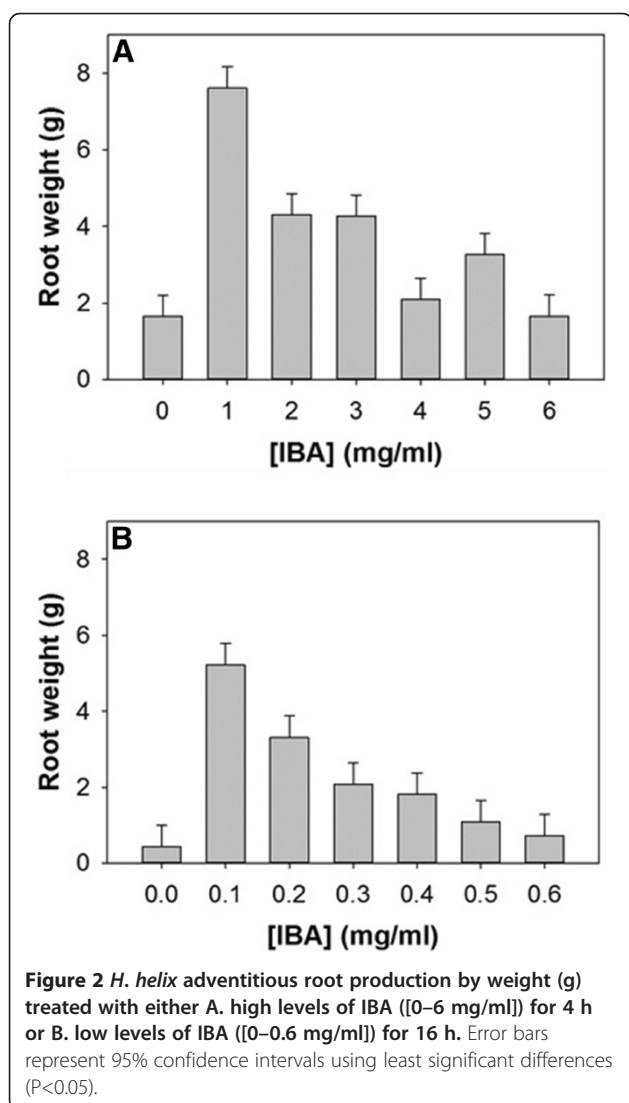 A
Root weight (g)
8
6
4
2
0
0 1 2 3 4 5 6
[IBA] (mg/ml)
B
Root weight (g)
8
6
4
2
0
0.0 0.1 0.2 0.3 0.4 0.5 0.6
[IBA] (mg/ml)
Figure 2 H. helix adventitious root production by weight (g)
treated with either A. high levels of IBA ([0–6 mg/ml]) for 4 h
or B. low levels of IBA ([0–0.6 mg/ml]) for 16 h. Error bars
represent 95% confidence intervals using least significant differences
(P<0.05).